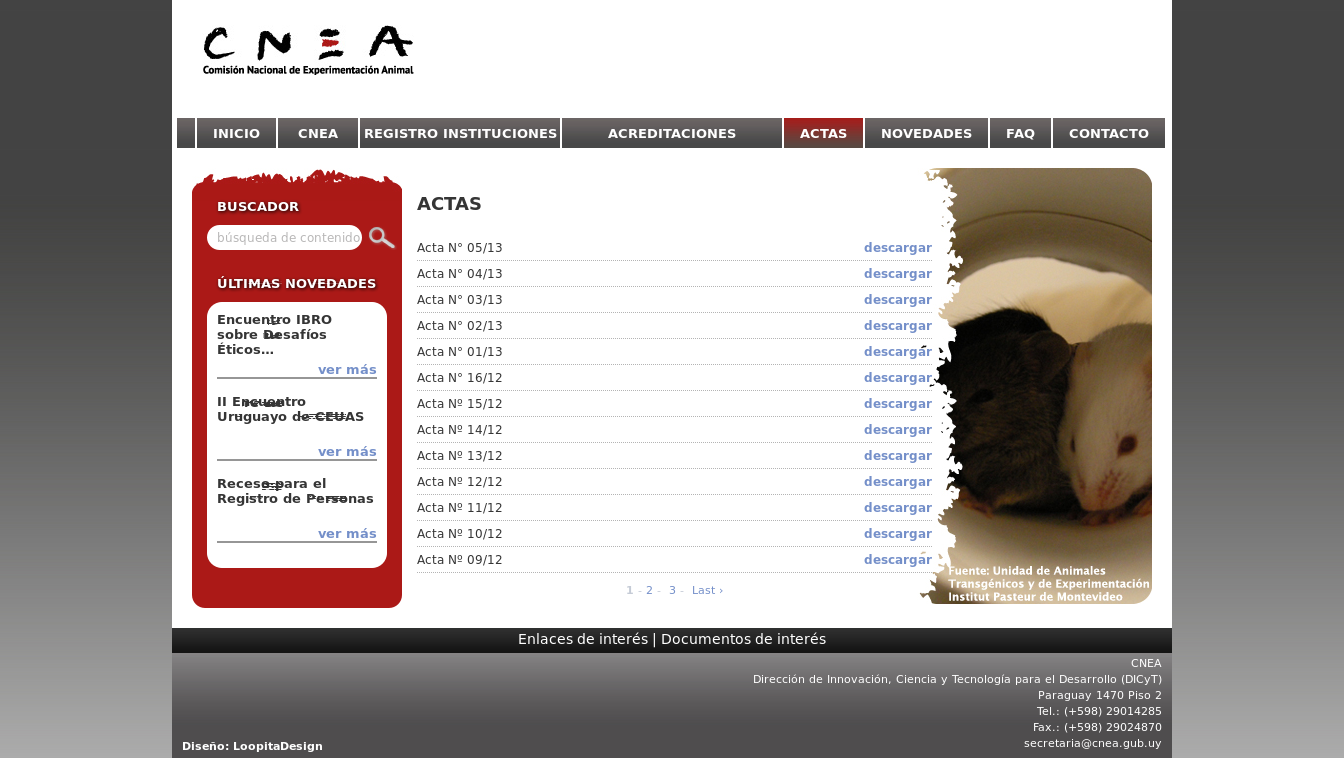 CNEA
Comisión Nacional de Experimentación Animal
INICIO
CNEA
REGISTRO INSTITUCIONES
ACREDITACIONES
ACTAS
NOVEDADES
FAQ
CONTACTO
BUSCADOR
búsqueda de contenido
ÚLTIMAS NOVEDADES
Encuentro IBRO
sobre Desafíos
Éticos...
ver más
II Encuentro
Uruguayo de CEUAS
ver más
Receso para el
Registro de Personas
ver más
ACTAS
Acta N° 05/13 descargar
Acta N° 04/13 descargar
Acta N° 03/13 descargar
Acta N° 02/13 descargar
Acta N° 01/13 descargar
Acta N° 16/12 descargar
Acta Nº 15/12 descargar
Acta Nº 14/12 descargar
Acta Nº 13/12 descargar
Acta Nº 12/12 descargar
Acta Nº 11/12 descargar
Acta Nº 10/12 descargar
Acta Nº 09/12 descargar
1 - 2 - 3 - Last ›
Fuente: Unidad de Animales
Transgénicos y de Experimentación
Institut Pasteur de Montevideo
Enlaces de interés | Documentos de interés
CNEA
Dirección de Innovación, Ciencia y Tecnología para el Desarrollo (DICyT)
Paraguay 1470 Piso 2
Tel.: (+598) 29014285
Fax.: (+598) 29024870
secretaria@cnea.gub.uy
Diseño: LoopitaDesign